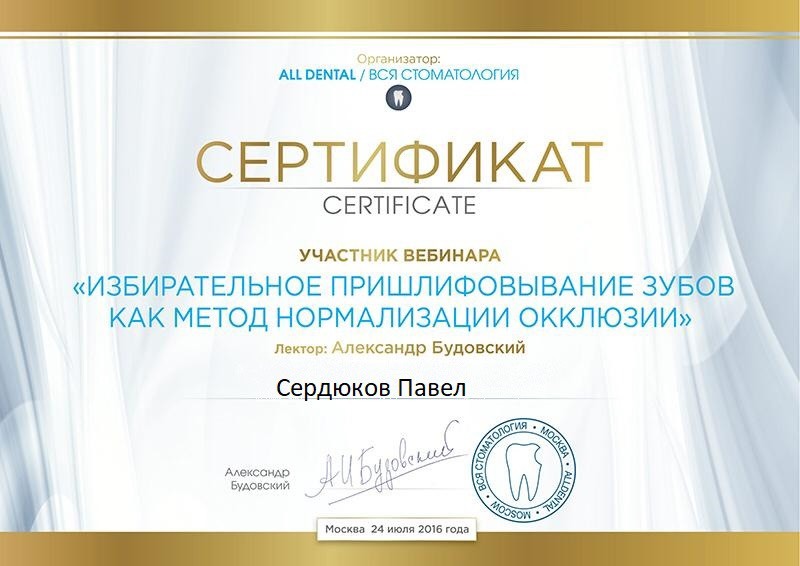 Организатор:
ALL DENTAL / ВСЯ СТОМАТОЛОГИЯ
СЕРТИФИКАТ
CERTIFICATE
УЧАСТНИК ВЕБИНАРА
«ИЗБИРАТЕЛЬНОЕ ПРИШЛИФОВЫВАНИЕ ЗУБОВ
КАК МЕТОД НОРМАЛИЗАЦИИ ОККЛЮЗИИ»
Лектор: Александр Будовский
Сердюков Павел
Александр
Будовский
А И Будовский
ВСЯ СТОМАТОЛОГИЯ • МОСКВА • ALLDENTAL • MOSCOW •
Москва 24 июля 2016 года